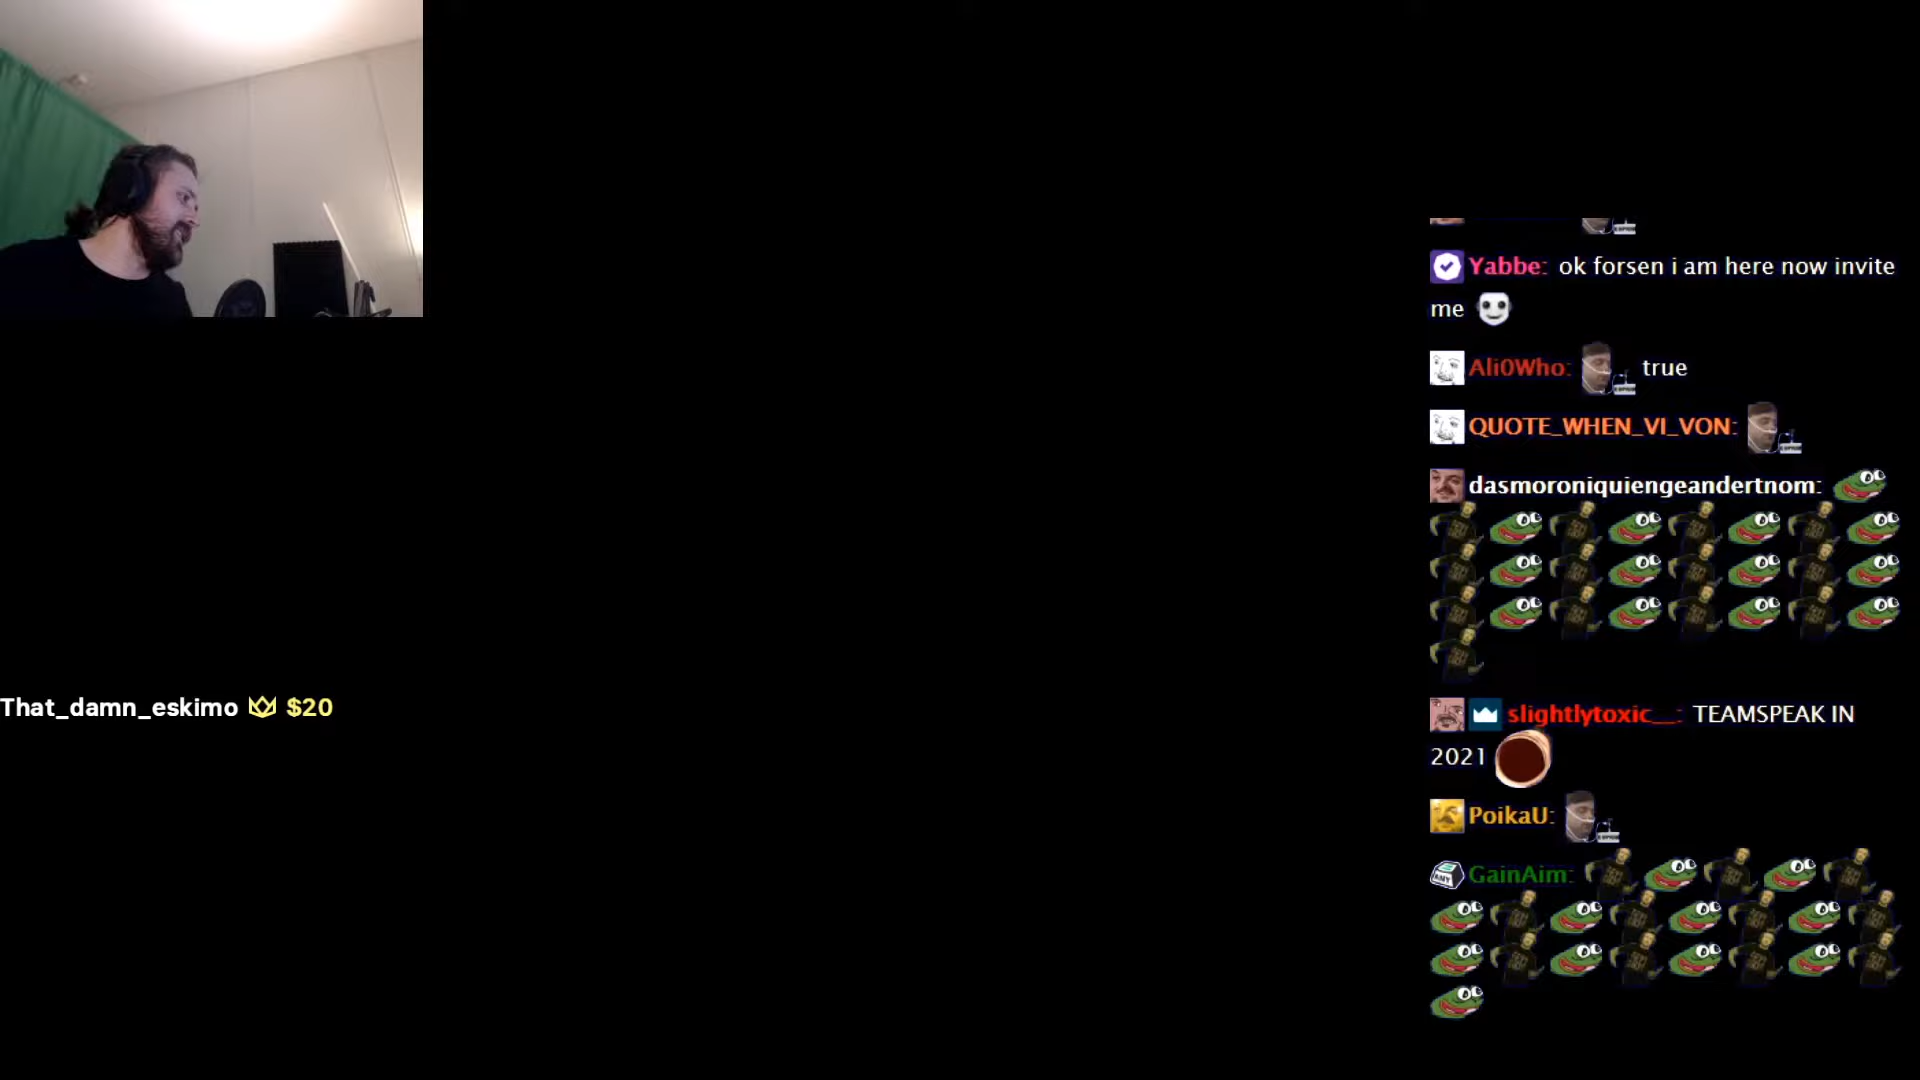 Yabbe: ok forsen i am here now invite
me
Ali0Who: true
QUOTE_WHEN_VI_VON:
dasmoroniquiengeandertnom:
That_damn_eskimo $20
slightlytoxic__: TEAMSPEAK IN
2021
PoikaU:
GainAim: